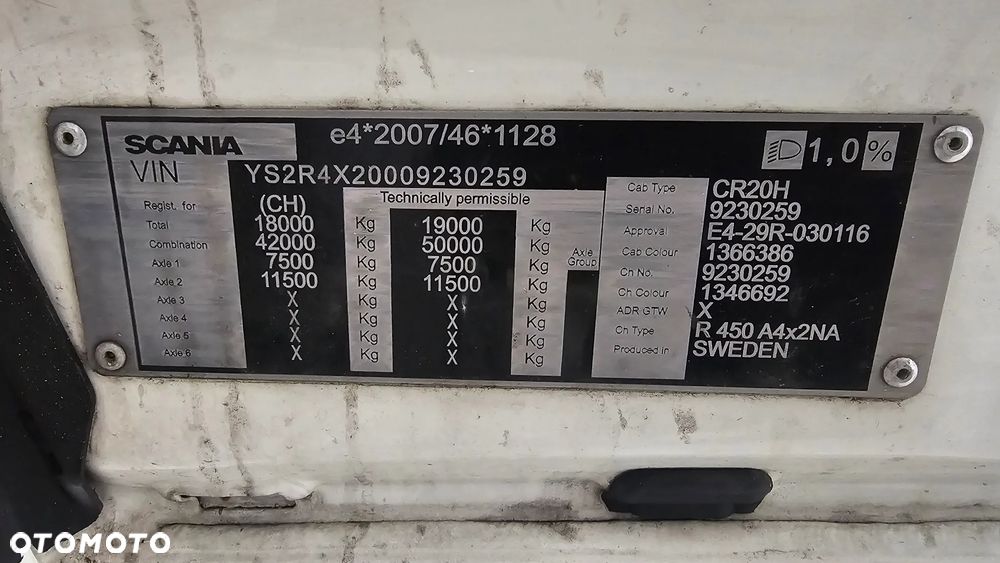 SCANIA e4*2007/46*1128 1,0%
VIN YS2R4X20009230259
Regist. for (CH) Technically permissible
Total 18000 Kg 19000 Kg
Combination 42000 Kg 50000 Kg Axle Group
Axle 1 7500 Kg 7500 Kg
Axle 2 11500 Kg 11500 Kg
Axle 3 X Kg X Kg
Axle 4 X Kg X Kg
Axle 5 X Kg X Kg
Axle 6 X Kg X Kg
Cab Type CR20H
Serial No. 9230259
Approval E4-29R-030116
Cab Colour 1366386
Ch No. 9230259
Ch Colour 1346692
ADR GTW X
Ch Type R 450 A4x2NA
Produced in SWEDEN
OTOMOTO